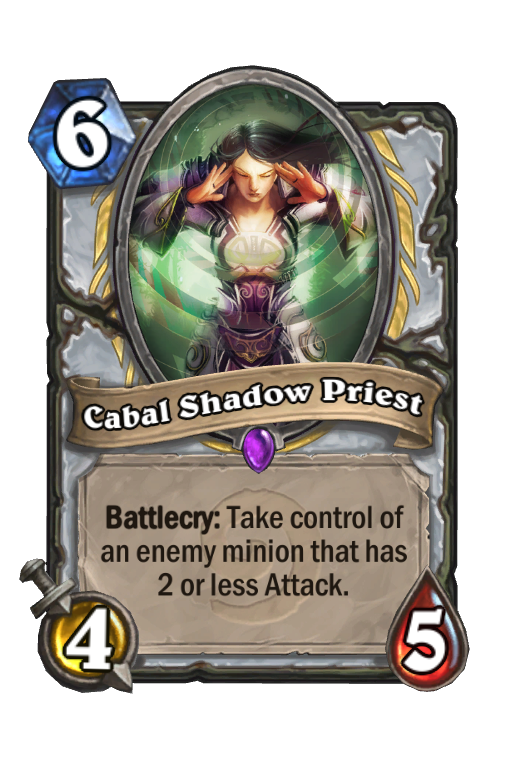 6
Cabal Shadow Priest
Battlecry: Take control of
an enemy minion that has
2 or less Attack.
4
5